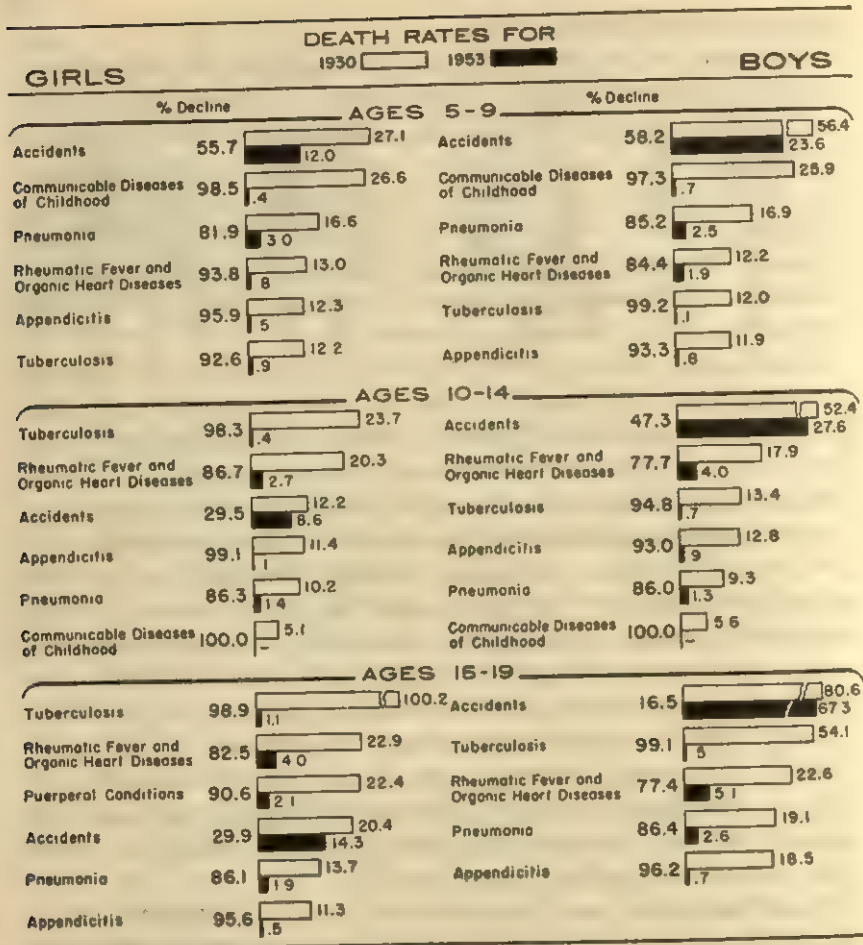 DEATH RATES FOR
1930 1953
GIRLS
BOYS
% Decline
% Decline
AGES 5-9
Accidents 55.7 27.1 12.0
Communicable Diseases of Childhood 98.5 26.6 .4
Pneumonia 81.9 16.6 3 0
Rheumatic Fever and Organic Heart Diseases 93.8 13.0 8
Appendicitis 95.9 12.3 5
Tuberculosis 92.6 12 2 .9
Accidents 58.2 56.4 23.6
Communicable Diseases of Childhood 97.3 25.9 .7
Pneumonia 85.2 16.9 2.5
Rheumatic Fever and Organic Heart Diseases 84.4 12.2 1.9
Tuberculosis 99.2 12.0 .1
Appendicitis 93.3 11.9 .8
AGES 10-14
Tuberculosis 98.3 23.7 .4
Rheumatic Fever and Organic Heart Diseases 86.7 20.3 2.7
Accidents 29.5 12.2 8.6
Appendicitis 99.1 11.4 1
Pneumonia 86.3 10.2 1 4
Communicable Diseases of Childhood 100.0 5.1 –
Accidents 47.3 52.4 27.6
Rheumatic Fever and Organic Heart Diseases 77.7 17.9 4.0
Tuberculosis 94.8 13.4 .7
Appendicitis 93.0 12.8 9
Pneumonia 86.0 9.3 1.3
Communicable Diseases of Childhood 100.0 5 6 –
AGES 15-19
Tuberculosis 98.9 100.2 1.1
Rheumatic Fever and Organic Heart Diseases 82.5 22.9 4 0
Puerperal Conditions 90.6 22.4 2 1
Accidents 29.9 20.4 14.3
Pneumonia 86.1 13.7 1 9
Appendicitis 95.6 11.3 .5
Accidents 16.5 80.6 67 3
Tuberculosis 99.1 54.1 5
Rheumatic Fever and Organic Heart Diseases 77.4 22.6 5 1
Pneumonia 86.4 19.1 2.6
Appendicitis 96.2 18.5 .7